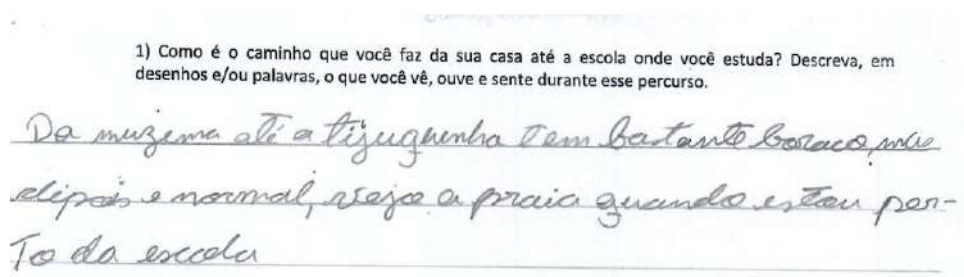 1) Como é o caminho que você faz da sua casa até a escola onde você estuda? Descreva, em
desenhos e/ou palavras, o que você vê, ouve e sente durante esse percurso.
Da muzema até a tijuquinha tem bastante boraco, mas
depois e normal, vejo a praia quando estou per-
to da escola